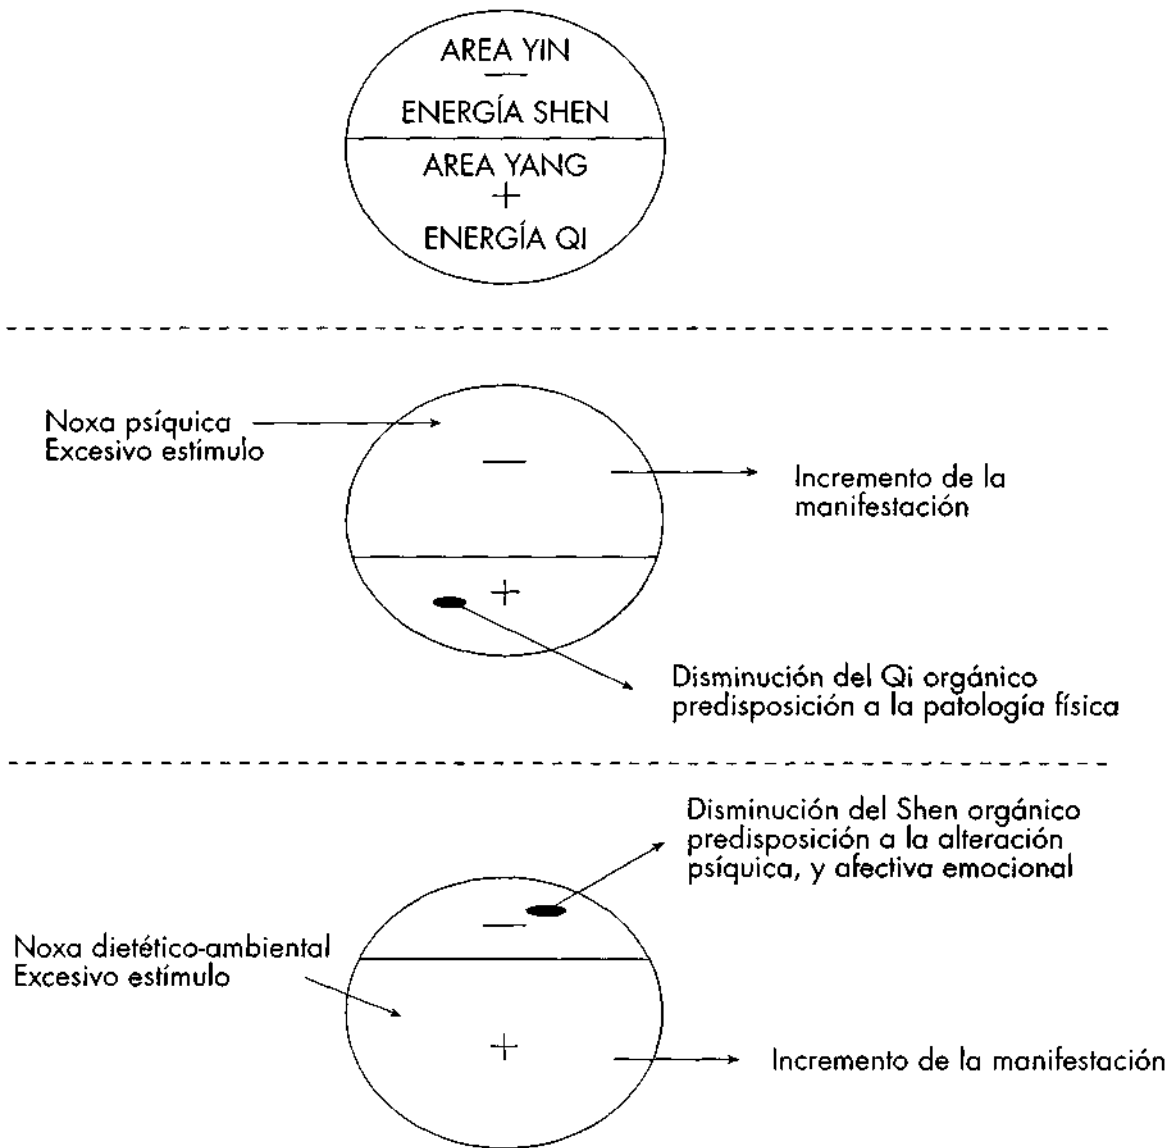 AREA YIN
—
ENERGÍA SHEN
AREA YANG
+
ENERGÍA QI
Noxa psíquica
Excesivo estímulo
—
Incremento de la
manifestación
+
Disminución del Qi orgánico
predisposición a la patología física
Disminución del Shen orgánico
predisposición a la alteración
psíquica, y afectiva emocional
—
Noxa dietético-ambiental
Excesivo estímulo
+
Incremento de la manifestación